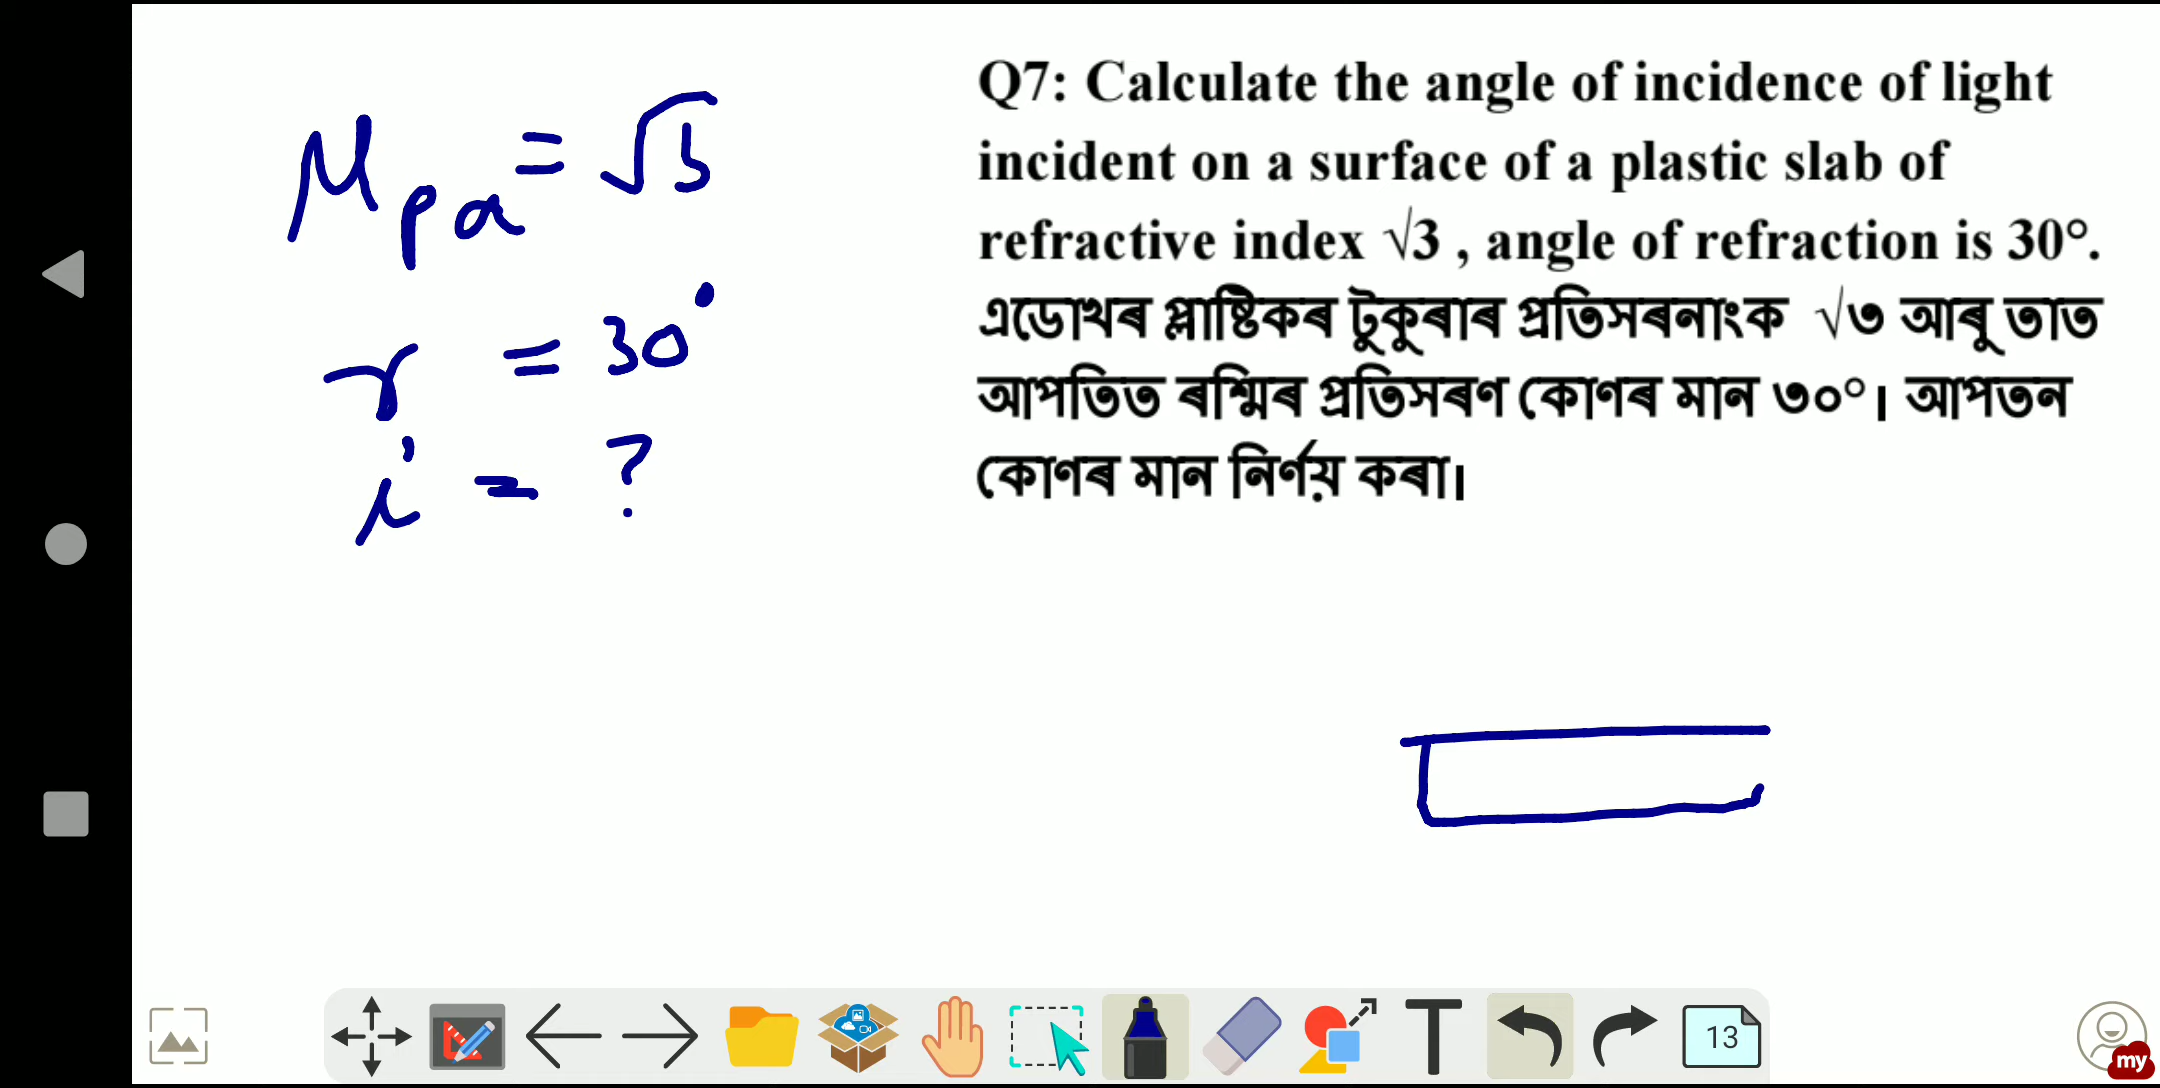 μpa = √3
r = 30°
i = ?
Q7: Calculate the angle of incidence of light
incident on a surface of a plastic slab of
refractive index √3 , angle of refraction is 30°.
এডোখৰ প্লাষ্টিকৰ টুকুৰাৰ প্ৰতিসৰনাংক √৩ আৰু তাত
আপতিত ৰশ্মিৰ প্ৰতিসৰণ কোণৰ মান ৩০°। আপতন
কোণৰ মান নিৰ্ণয় কৰা।
T
13
my